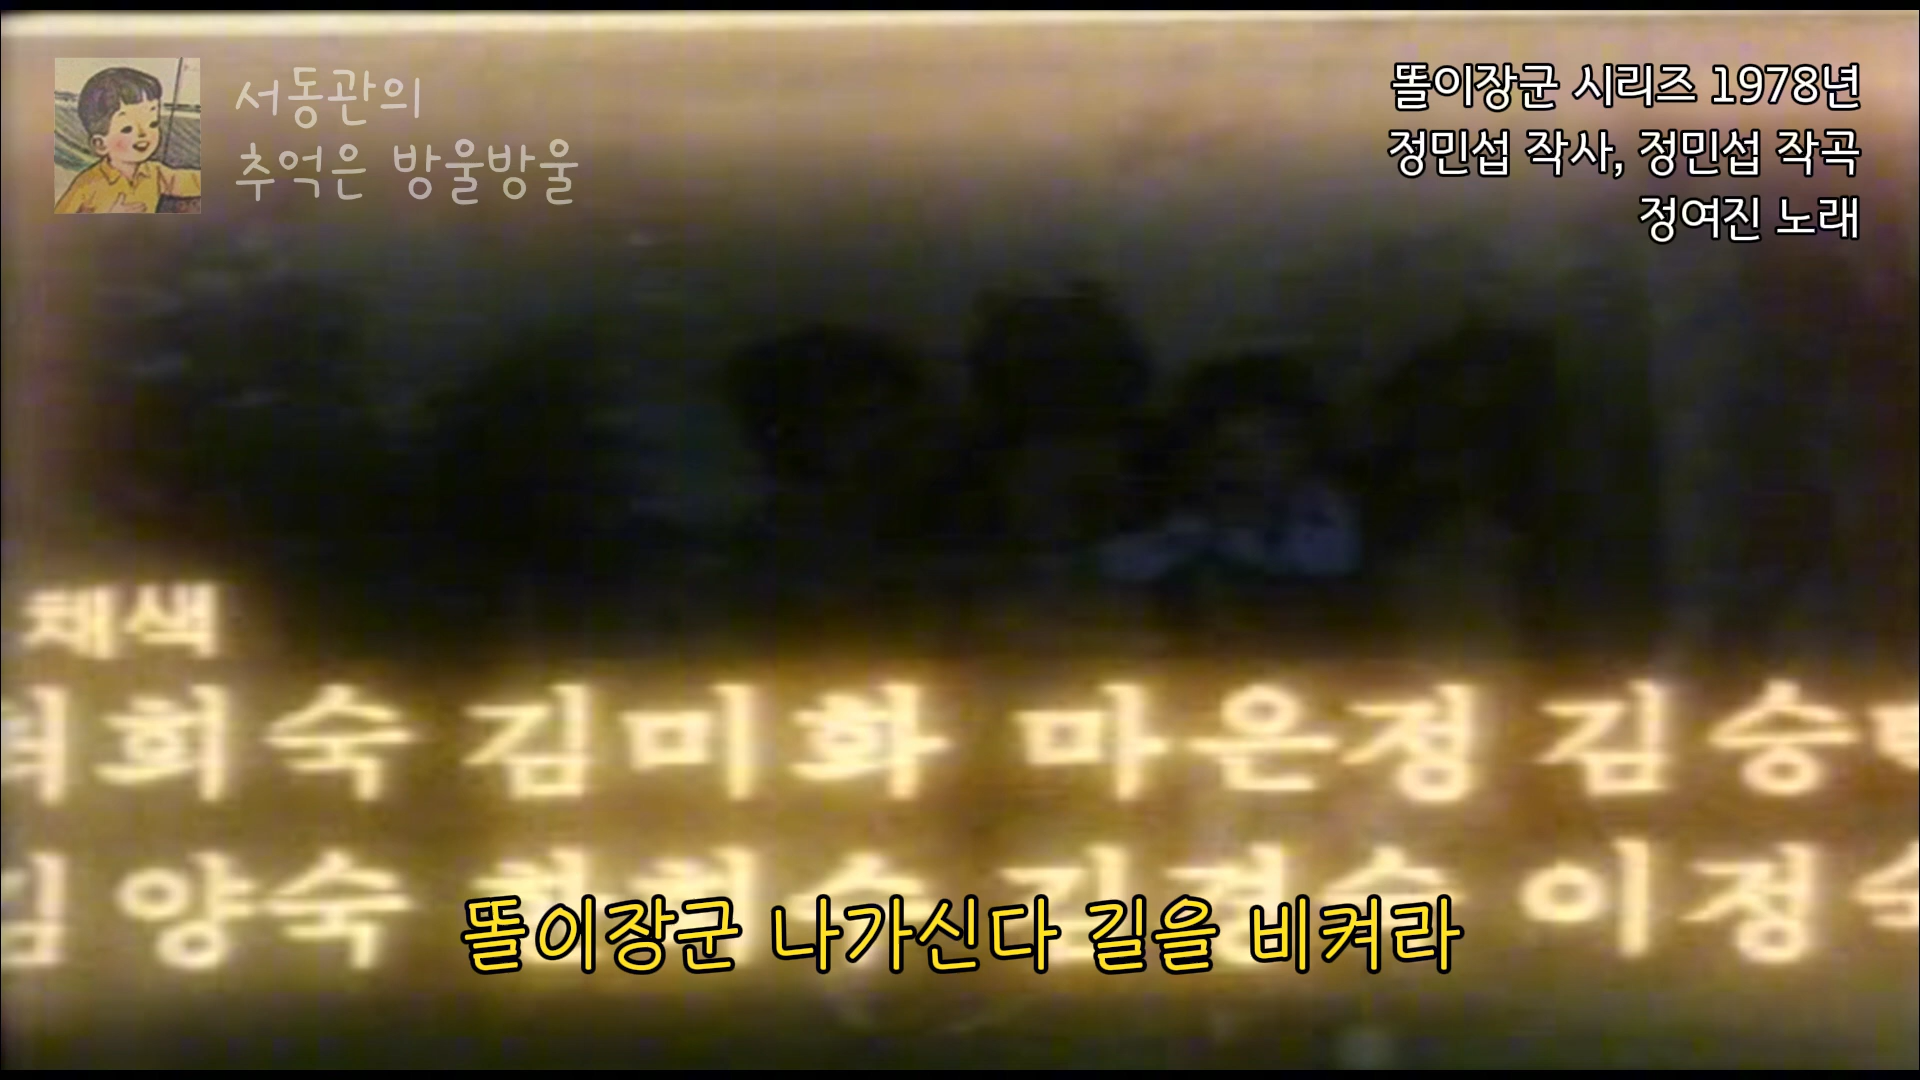 서동관의
추억은 방울방울
똘이장군 시리즈 1978년
정민섭 작사, 정민섭 작곡
정여진 노래
채색
희숙 김미화 마은정 김승
양숙 이정
똘이장군 나가신다 길을 비켜라